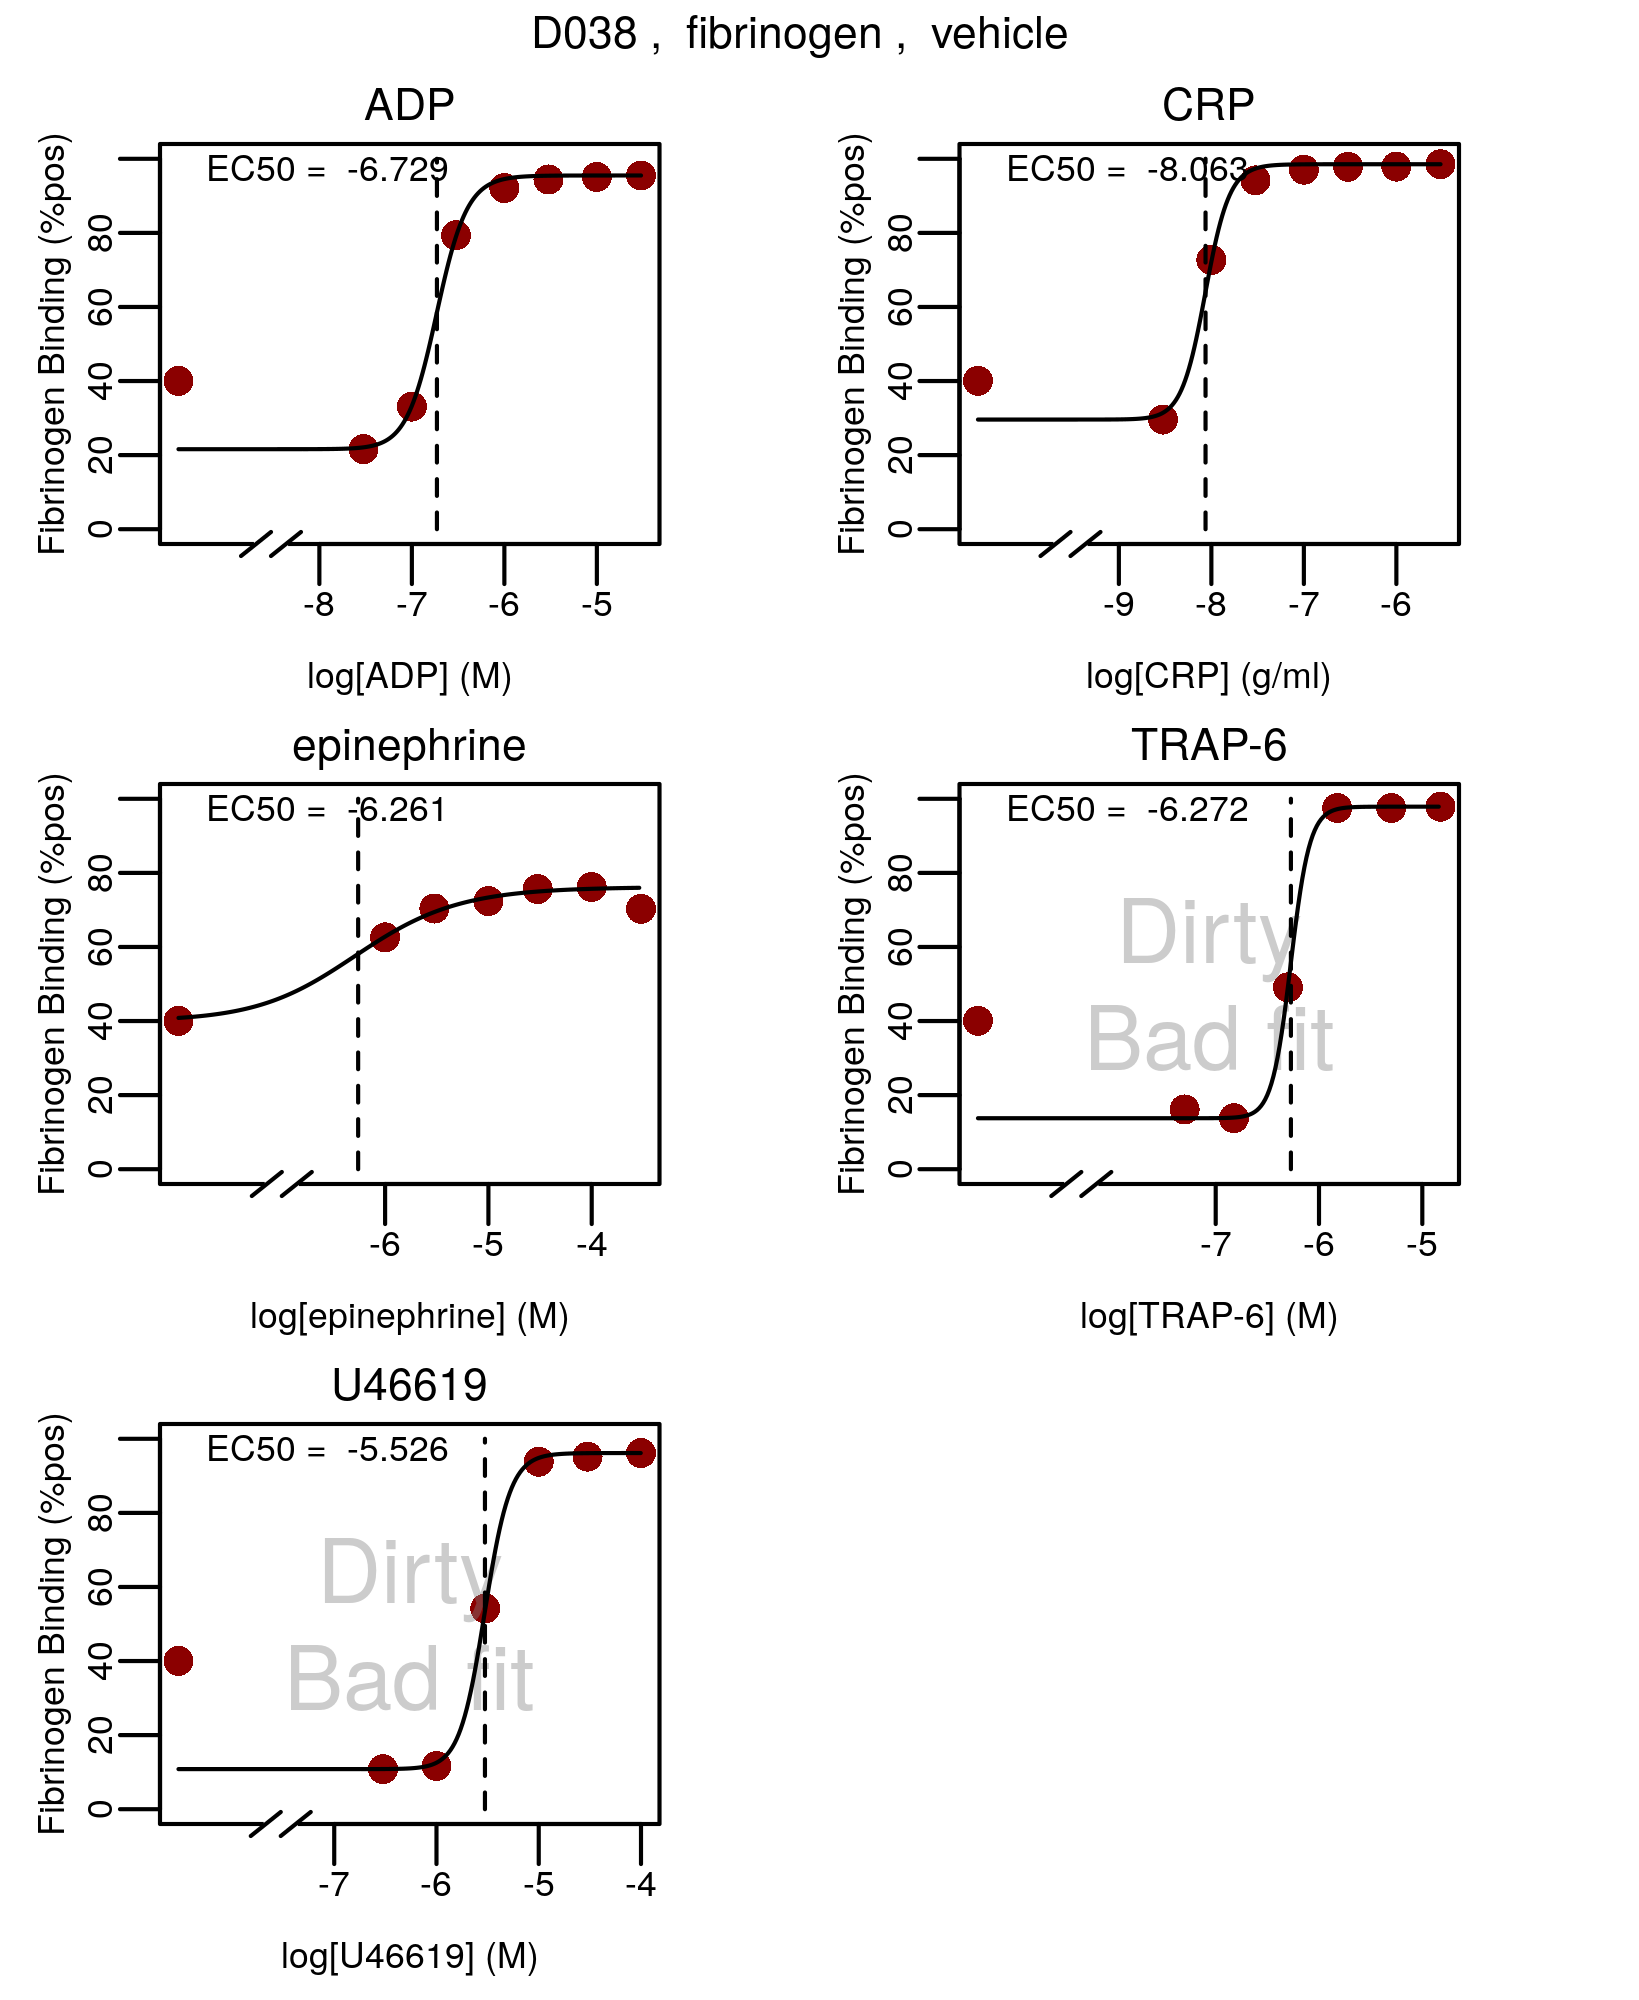 D038 ,  fibrinogen ,  vehicle
ADP
EC50 =  -6.729
Fibrinogen Binding (%pos)
80
60
40
20
0
-8 -7 -6 -5
log[ADP] (M)
CRP
EC50 =  -8.063
Fibrinogen Binding (%pos)
80
60
40
20
0
-9 -8 -7 -6
log[CRP] (g/ml)
epinephrine
EC50 =  -6.261
Fibrinogen Binding (%pos)
80
60
40
20
0
-6 -5 -4
log[epinephrine] (M)
TRAP-6
EC50 =  -6.272
Fibrinogen Binding (%pos)
80
60
40
20
0
Dirty
Bad fit
-7 -6 -5
log[TRAP-6] (M)
U46619
EC50 =  -5.526
Fibrinogen Binding (%pos)
80
60
40
20
0
Dirty
Bad fit
-7 -6 -5 -4
log[U46619] (M)